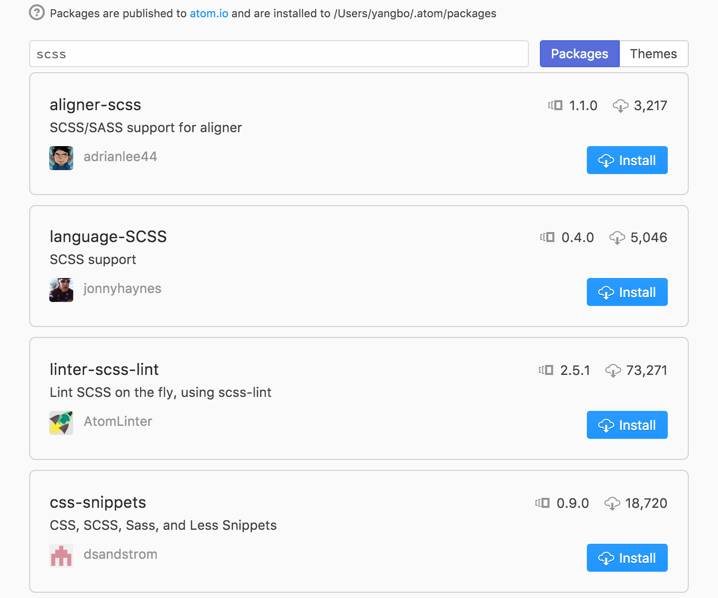 Packages are published to atom.io and are installed to /Users/yangbo/.atom/packages
scss
Packages Themes
aligner-scss 1.1.0 3,217
SCSS/SASS support for aligner
adrianlee44 Install
language-SCSS 0.4.0 5,046
SCSS support
jonnyhaynes Install
linter-scss-lint 2.5.1 73,271
Lint SCSS on the fly, using scss-lint
AtomLinter Install
css-snippets 0.9.0 18,720
CSS, SCSS, Sass, and Less Snippets
dsandstrom Install